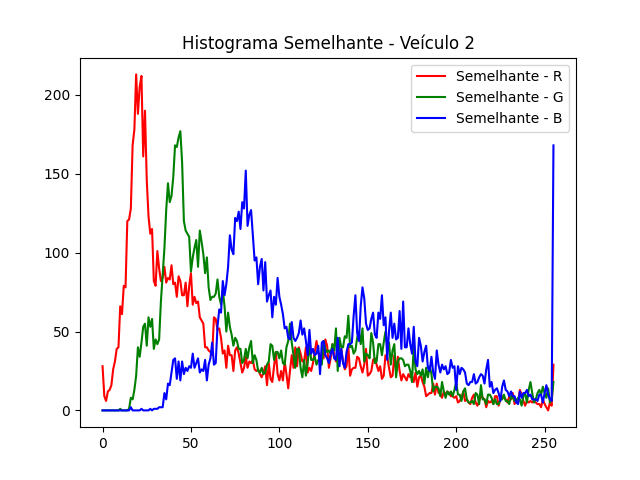 Histograma Semelhante - Veículo 2
Semelhante - R
Semelhante - G
Semelhante - B
200
150
100
50
0
0 50 100 150 200 250